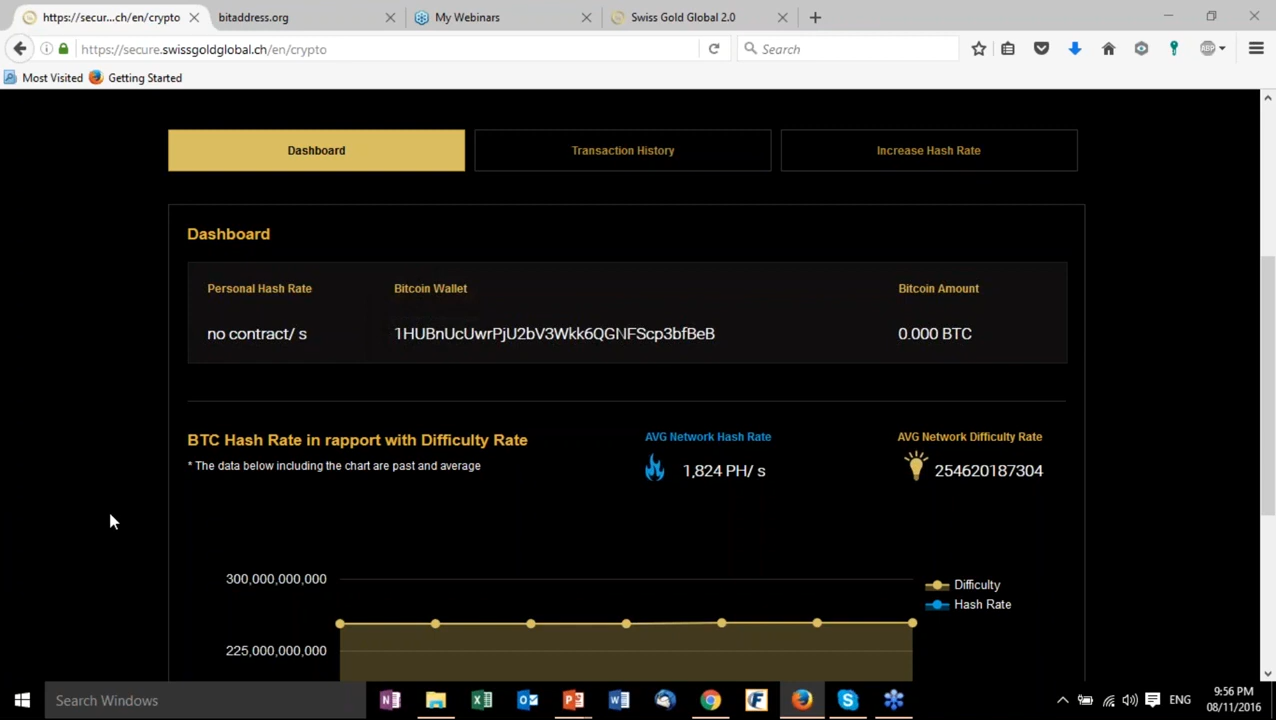 https://secur...ch/en/crypto
bitaddress.org
My Webinars
Swiss Gold Global 2.0
https://secure.swissgoldglobal.ch/en/crypto
Search
ABP
Most Visited
Getting Started
Dashboard
Transaction History
Increase Hash Rate
Dashboard
Personal Hash Rate
Bitcoin Wallet
Bitcoin Amount
no contract/ s
1HUBnUcUwrPjU2bV3Wkk6QGNFScp3bfBeB
0.000 BTC
BTC Hash Rate in rapport with Difficulty Rate
AVG Network Hash Rate
AVG Network Difficulty Rate
* The data below including the chart are past and average
1,824 PH/ s
254620187304
300,000,000,000
Difficulty
Hash Rate
225,000,000,000
Search Windows
ENG
9:56 PM
08/11/2016